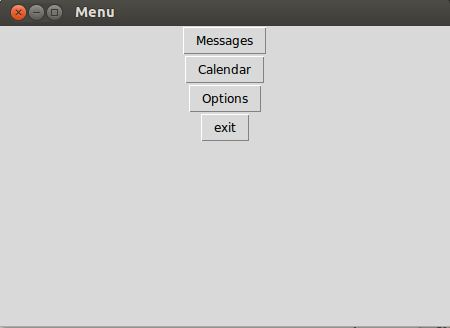 Menu
Messages
Calendar
Options
exit